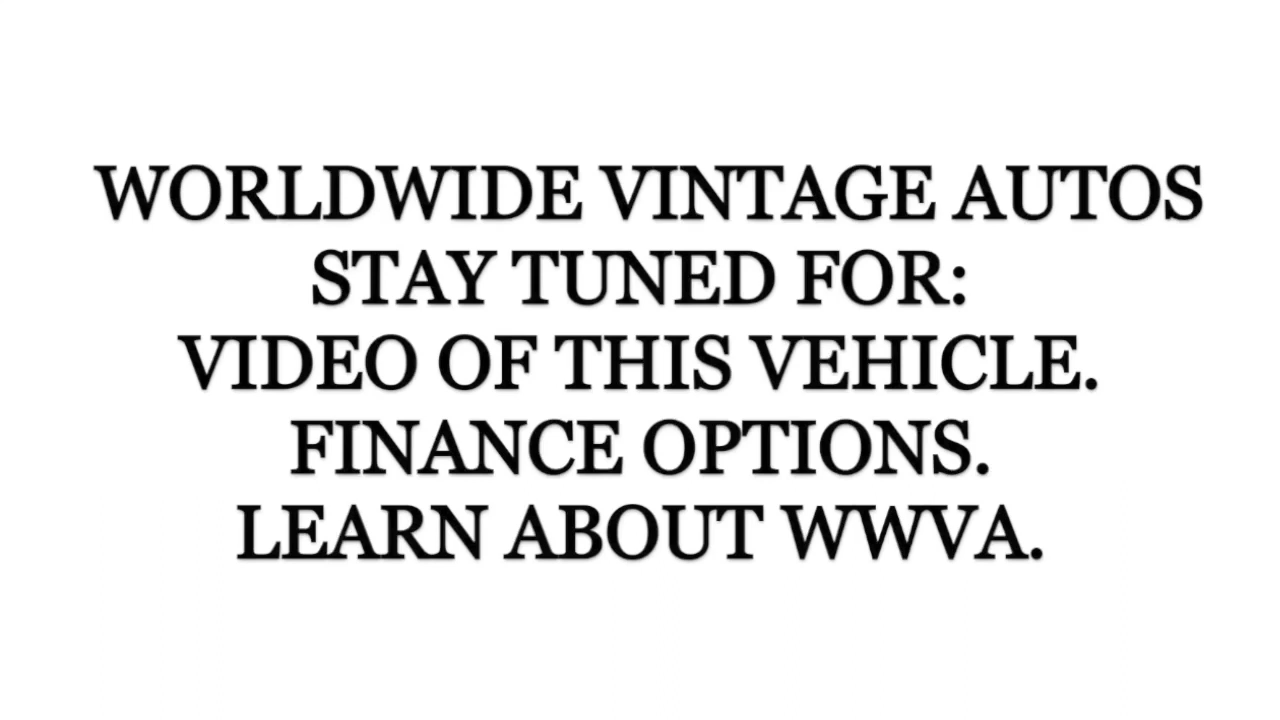 WORLDWIDE VINTAGE AUTOS
STAY TUNED FOR:
VIDEO OF THIS VEHICLE.
FINANCE OPTIONS.
LEARN ABOUT WWVA.